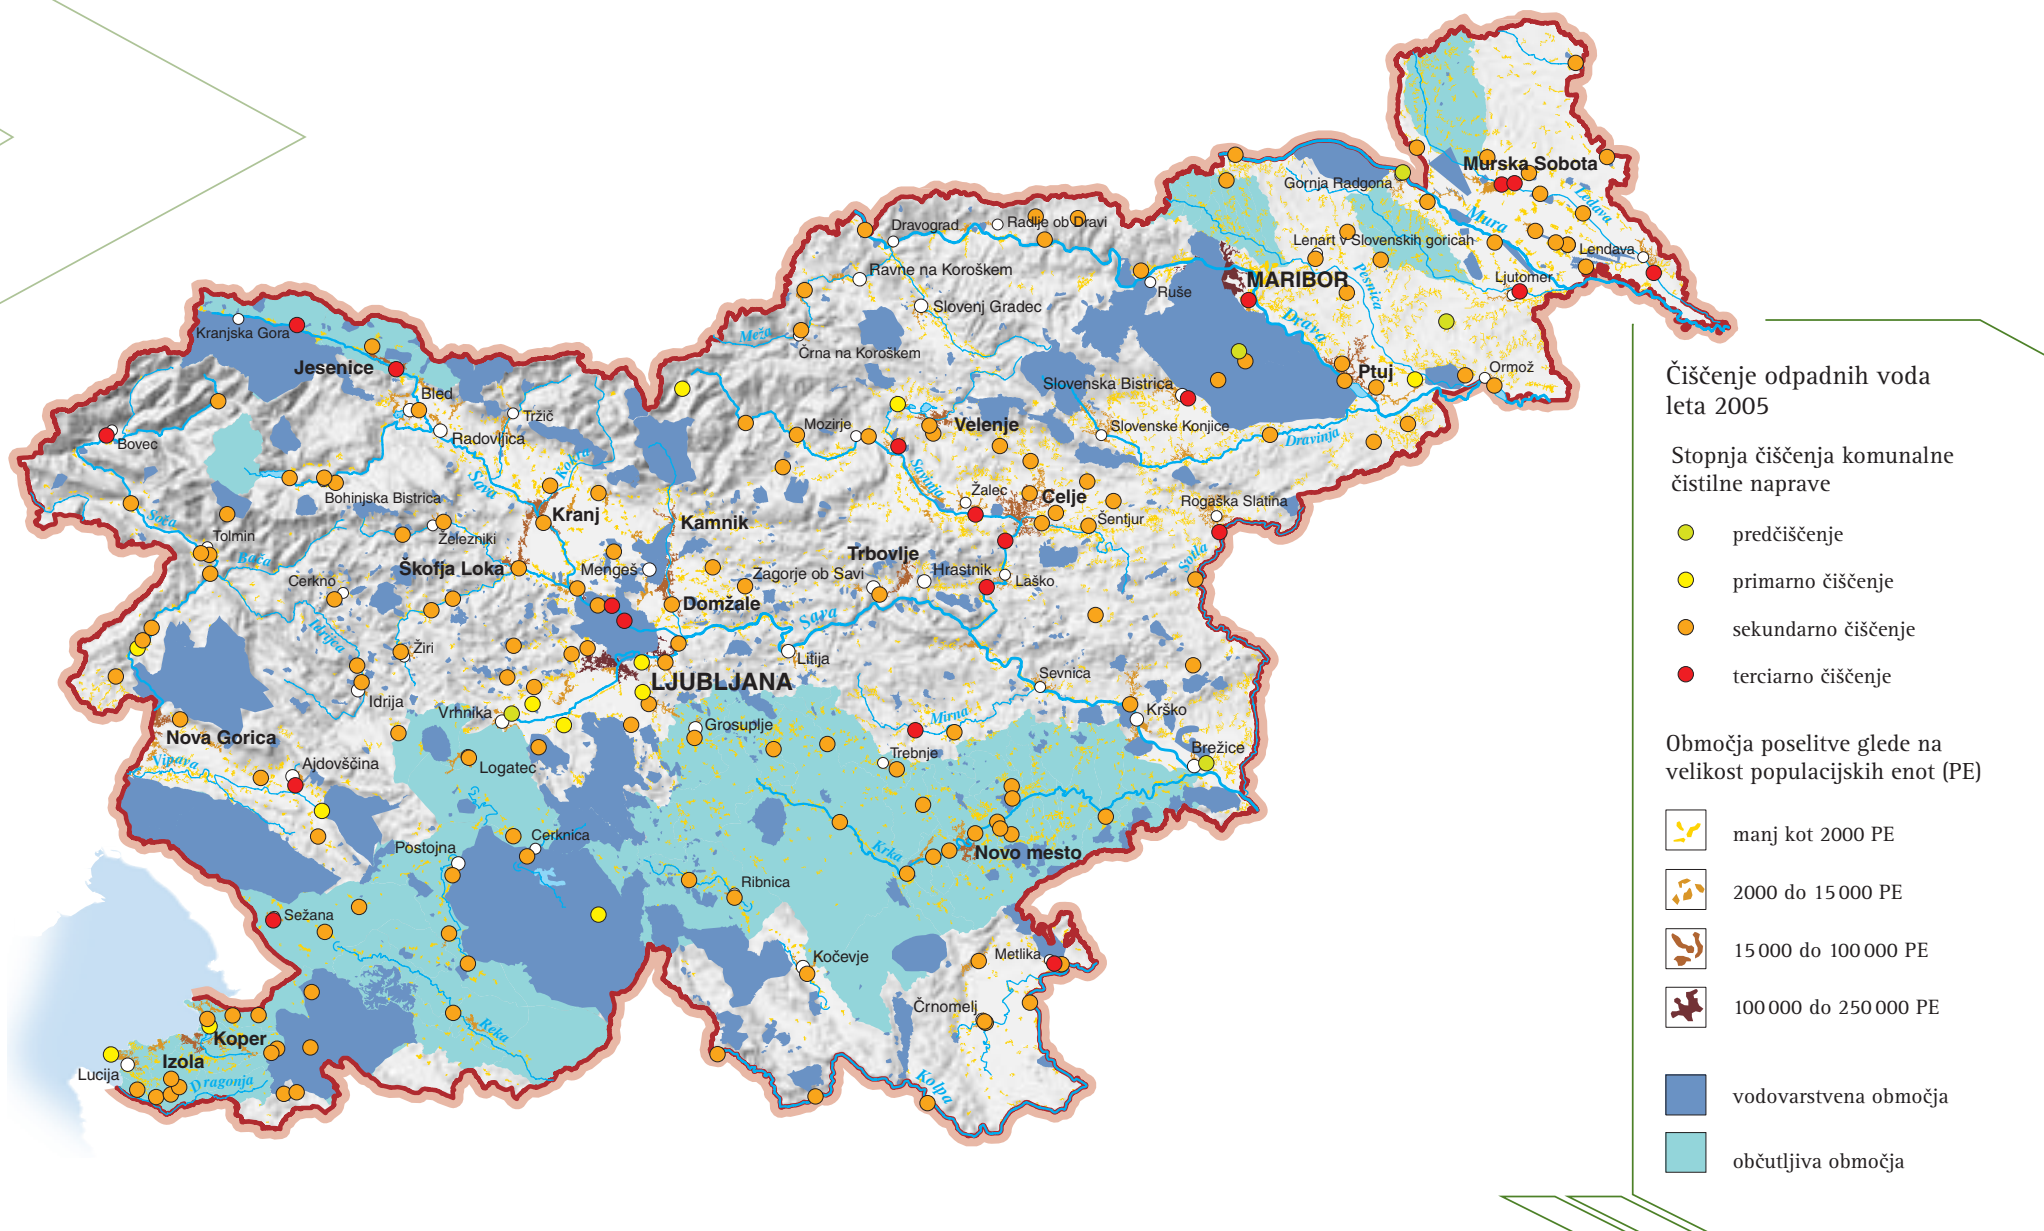 Murska Sobota
Gornja Radgona
Ledava
Mura
Dravograd
Radlje ob Dravi
Lenart v Slovenskih goricah
Lendava
Ravne na Koroškem
Pesnica
MARIBOR
Ljutomer
Ruše
Slovenj Gradec
Kranjska Gora
Meža
Drava
Črna na Koroškem
Jesenice
Ptuj
Ormož
Slovenska Bistrica
Bled
Tržič
Mozirje
Velenje
Slovenske Konjice
Dravinja
Bovec
Radovljica
Kokra
Sava
Savinja
Bohinjska Bistrica
Žalec
Celje
Rogaška Slatina
Soča
Kranj
Kamnik
Šentjur
Tolmin
Železniki
Bača
Škofja Loka
Mengeš
Trbovlje
Sotla
Cerkno
Zagorje ob Savi
Hrastnik
Laško
Domžale
Idrijca
Sava
Žiri
Litija
LJUBLJANA
Sevnica
Idrija
Vrhnika
Grosuplje
Mirna
Krško
Nova Gorica
Trebnje
Brežice
Vipava
Ajdovščina
Logatec
Cerknica
Postojna
Krka
Novo mesto
Ribnica
Sežana
Kočevje
Metlika
Črnomelj
Reka
Koper
Izola
Lucija
Dragonja
Kolpa
Čiščenje odpadnih voda
leta 2005
Stopnja čiščenja komunalne
čistilne naprave
predčiščenje
primarno čiščenje
sekundarno čiščenje
terciarno čiščenje
Območja poselitve glede na
velikost populacijskih enot (PE)
manj kot 2000 PE
2000 do 15 000 PE
15 000 do 100 000 PE
100 000 do 250 000 PE
vodovarstvena območja
občutljiva območja